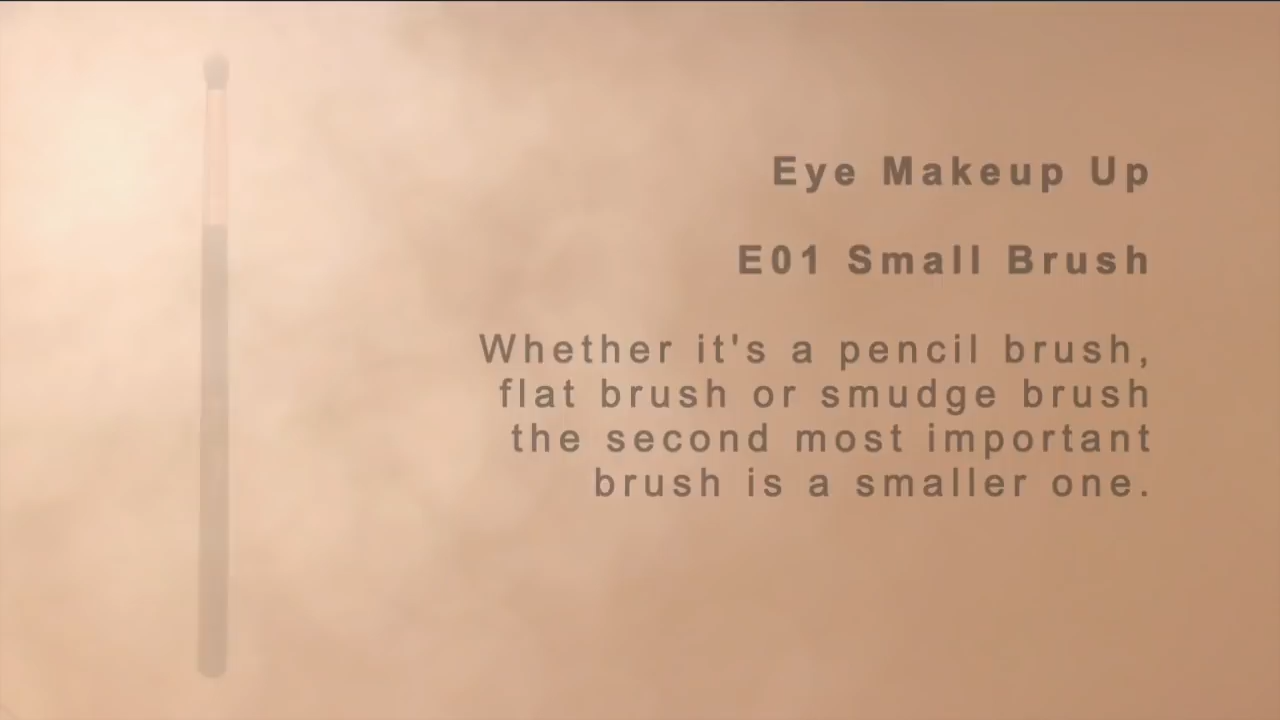 Eye Makeup Up
E01 Small Brush
Whether it's a pencil brush,
flat brush or smudge brush
the second most important
brush is a smaller one.